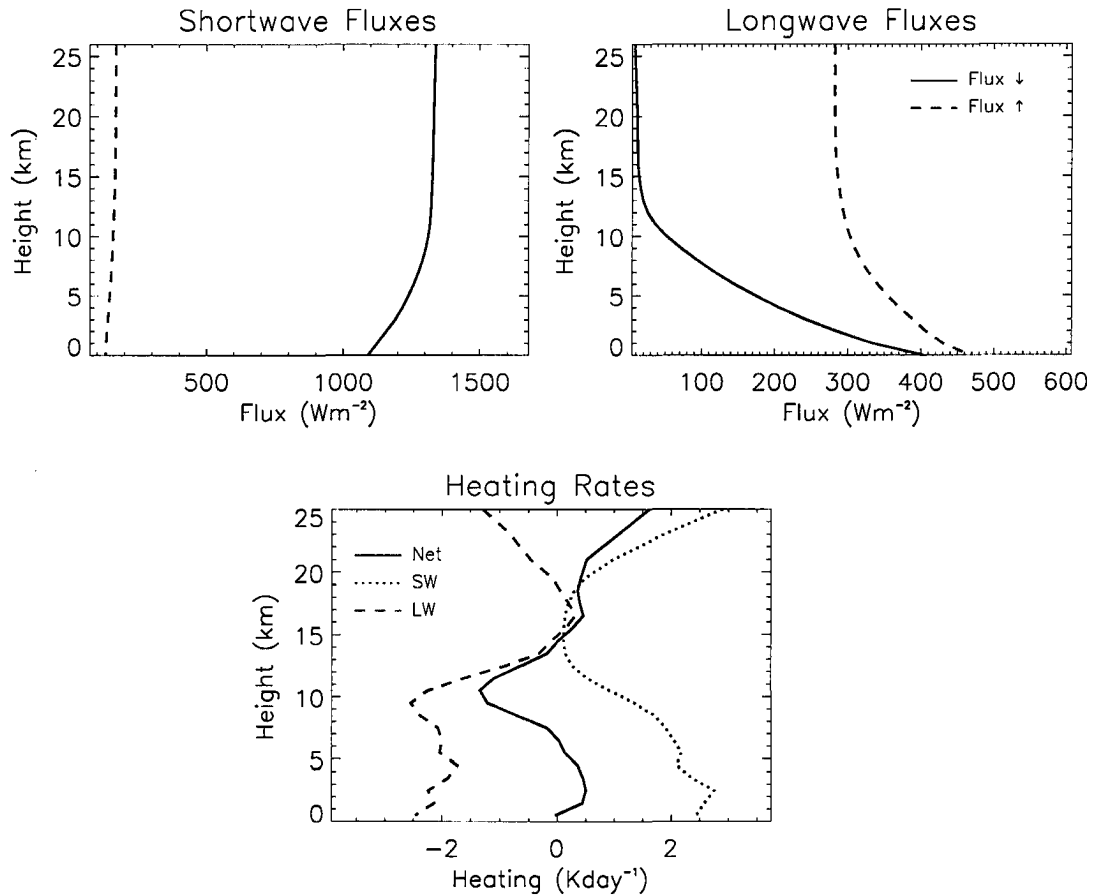 Shortwave Fluxes
25
20
15
10
5
0
Height (km)
500 1000 1500
Flux (Wm⁻²)
Longwave Fluxes
25
20
15
10
5
0
Height (km)
Flux ↓
Flux ↑
100 200 300 400 500 600
Flux (Wm⁻²)
Heating Rates
25
20
15
10
5
0
Height (km)
Net
SW
LW
−2 0 2
Heating (Kday⁻¹)